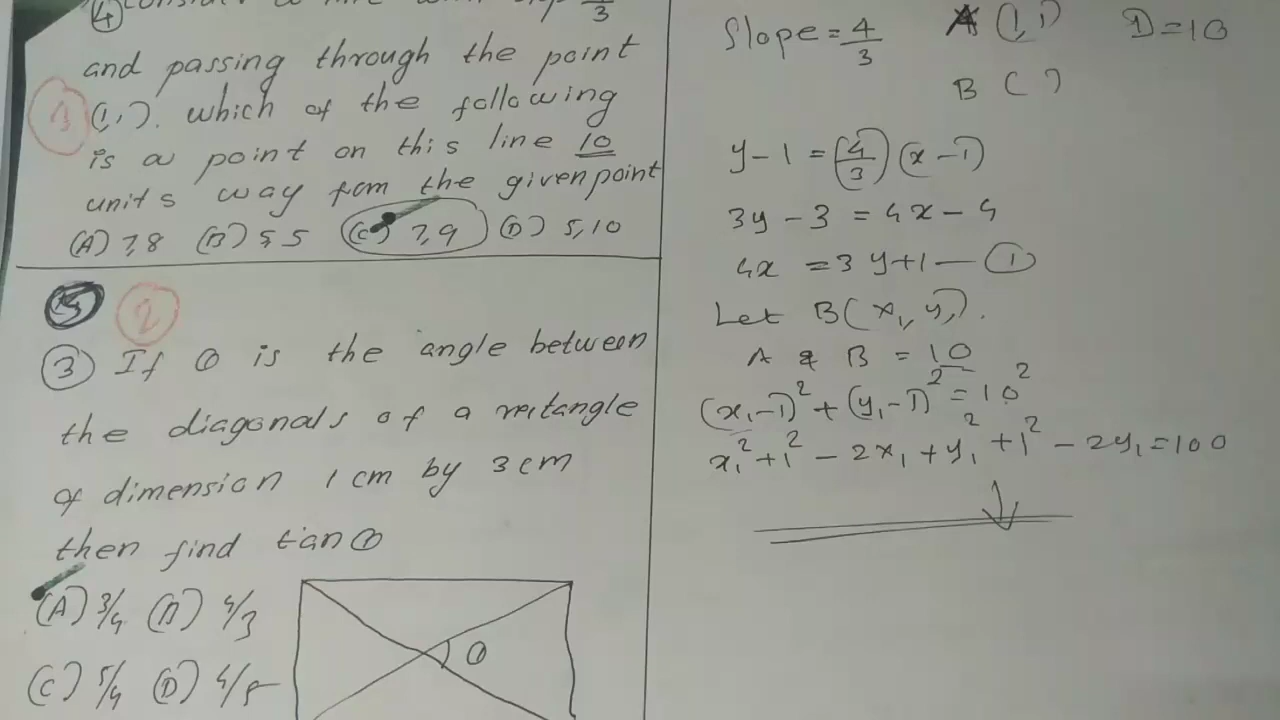 ④
and passing through the point
① (1,1). which of the following
is a point on this line 10
units way fom the given point
(A) 7,8 (B) 5,5 (C) 7,9 (D) 5,10
5 ②
③ If θ is the angle between
the diagonals of a rectangle
of dimension 1 cm by 3 cm
then find tan θ
(A) 3/4 (B) 4/3
(C) 5/4 (D) 4/5
θ
Slope = 4/3 A (1,1) D = 10
B ( )
y - 1 = (4/3) (x - 1)
3y - 3 = 4x - 4
4x = 3y + 1 — ①
Let B(x₁, y₁).
A & B = 10
(x₁-1)² + (y₁-1)² = 10²
x₁² + 1² - 2x₁ + y₁² + 1² - 2y₁ = 100